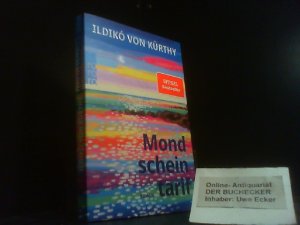 ILDIKÓ VON KÜRTHY
SPIEGEL
Bestseller
Mond
schein
tarif
Online- Antiquariat
DER BUCHECKER
Inhaber: Uwe Ecker